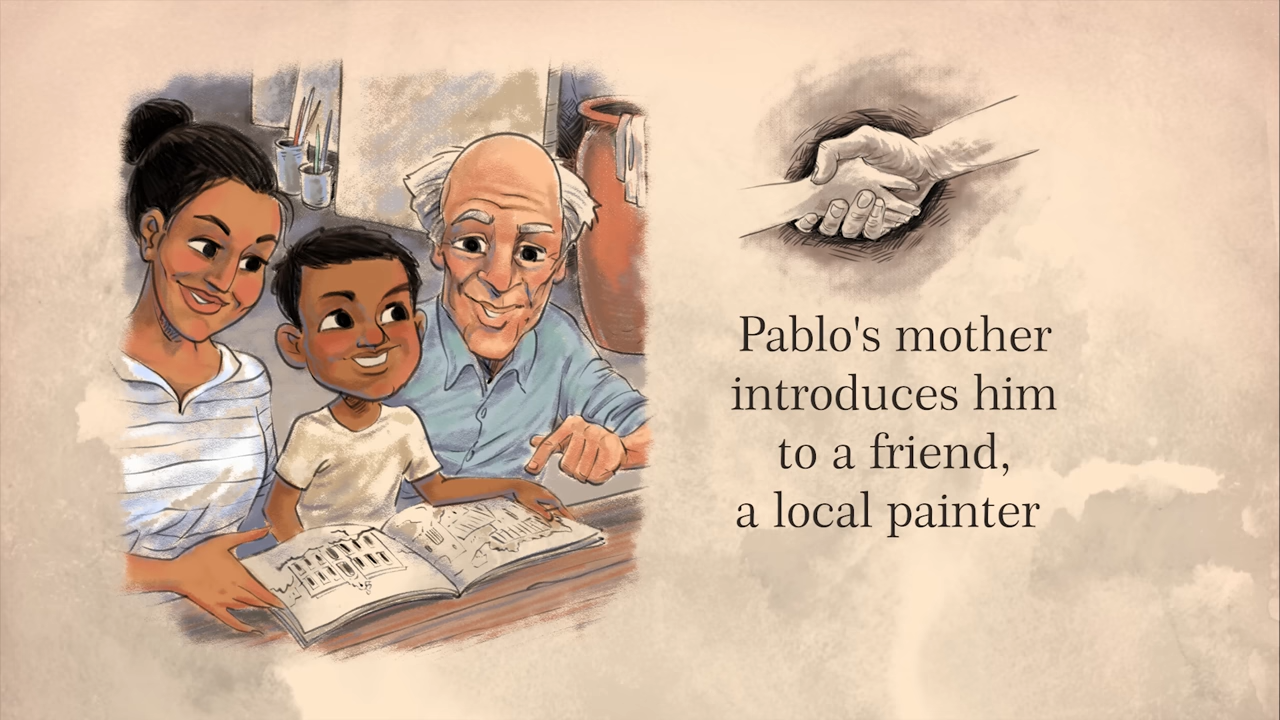 Pablo's mother
introduces him
to a friend,
a local painter